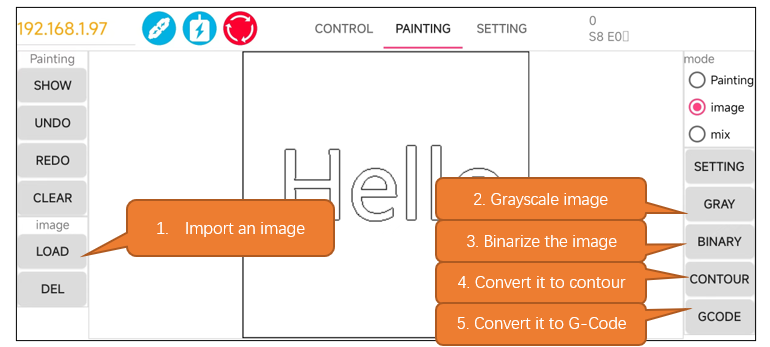 192.168.1.97
CONTROL
PAINTING
SETTING
0
S8 E0
Painting
SHOW
UNDO
REDO
CLEAR
image
LOAD
DEL
Hello
1. Import an image
2. Grayscale image
3. Binarize the image
4. Convert it to contour
5. Convert it to G-Code
mode
Painting
image
mix
SETTING
GRAY
BINARY
CONTOUR
GCODE